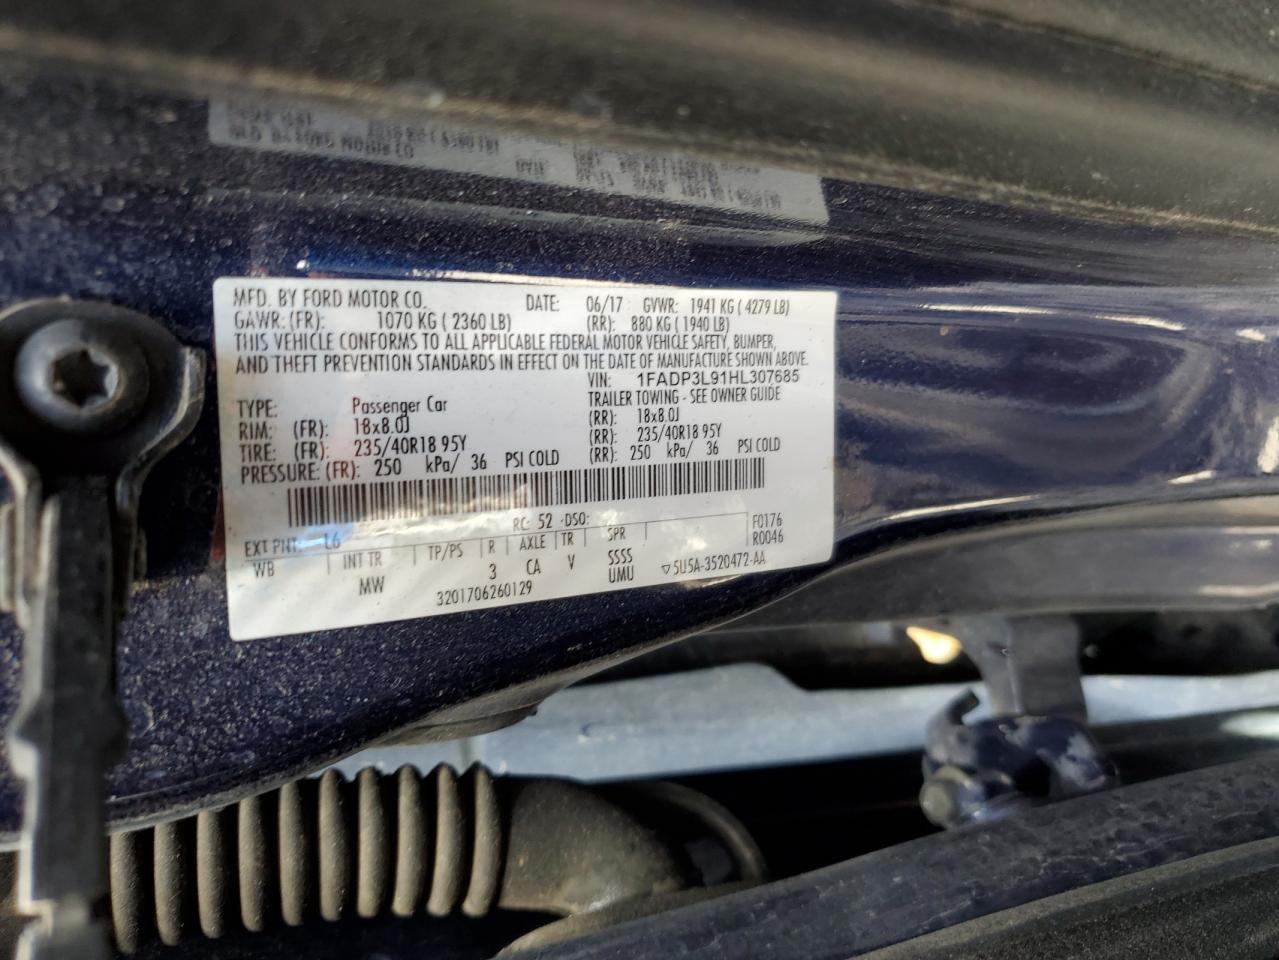 MFD. BY FORD MOTOR CO. DATE: 06/17 GVWR: 1941 KG ( 4279 LB)
GAWR: (FR): 1070 KG ( 2360 LB) (RR): 880 KG ( 1940 LB)
THIS VEHICLE CONFORMS TO ALL APPLICABLE FEDERAL MOTOR VEHICLE SAFETY, BUMPER,
AND THEFT PREVENTION STANDARDS IN EFFECT ON THE DATE OF MANUFACTURE SHOWN ABOVE.
VIN: 1FADP3L91HL307685
TYPE: Passenger Car TRAILER TOWING - SEE OWNER GUIDE
RIM: (FR): 18x8.0J (RR): 18x8.0J
TIRE: (FR): 235/40R18 95Y (RR): 235/40R18 95Y
PRESSURE: (FR): 250 kPa/ 36 PSI COLD (RR): 250 kPa/ 36 PSI COLD
EXT PNT: L6 RC: 52 DSO: F0176
WB INT TR TP/PS R AXLE TR SPR R0046
MW 3 CA V SSSS
UMU ▽5U5A-3520472-AA
3201706260129